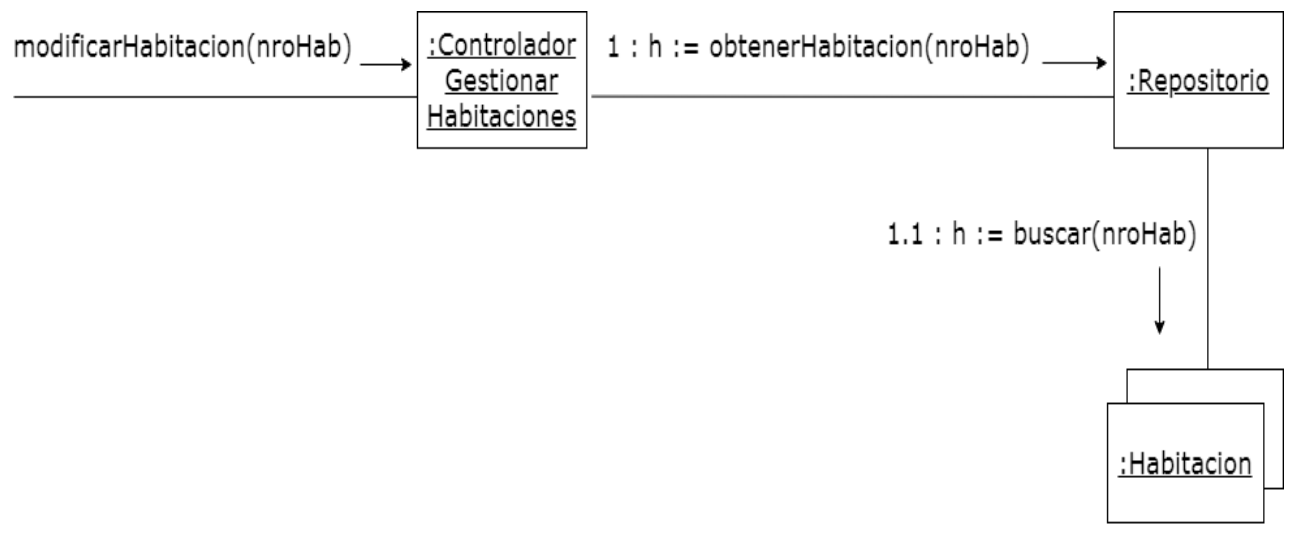 modificarHabitacion(nroHab)
:Controlador
Gestionar
Habitaciones
1 : h := obtenerHabitacion(nroHab)
:Repositorio
1.1 : h := buscar(nroHab)
:Habitacion